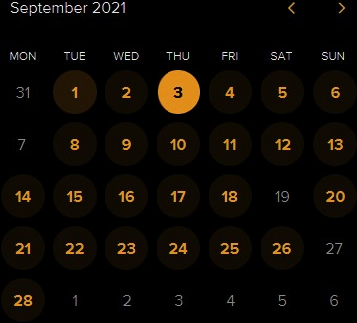 September 2021 < >
MON TUE WED THU FRI SAT SUN
31 1 2 3 4 5 6
7 8 9 10 11 12 13
14 15 16 17 18 19 20
21 22 23 24 25 26 27
28 1 2 3 4 5 6